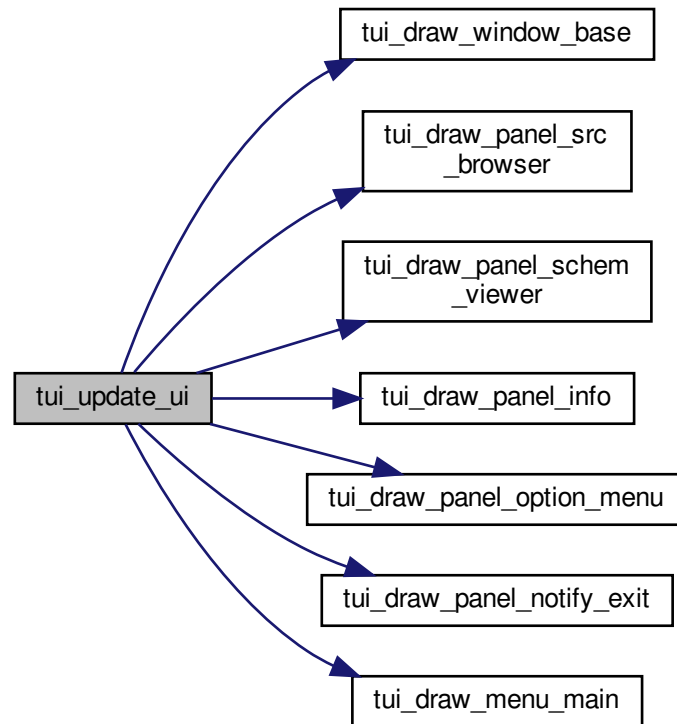 tui_draw_window_base
tui_draw_panel_src
_browser
tui_draw_panel_schem
_viewer
tui_update_ui
tui_draw_panel_info
tui_draw_panel_option_menu
tui_draw_panel_notify_exit
tui_draw_menu_main